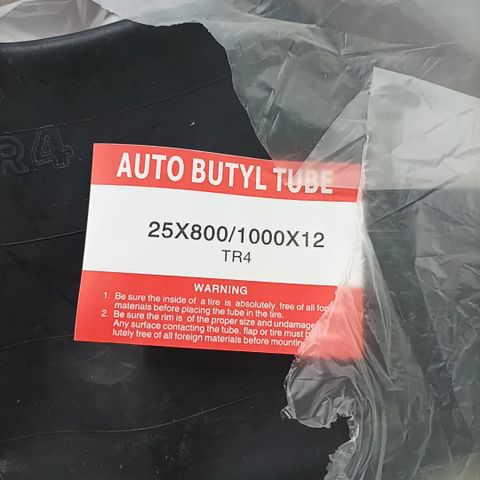 R4
AUTO BUTYL TUBE
25X800/1000X12
TR4
WARNING
1. Be sure the inside of a tire is absolutely free of all for
materials before placing the tube in the tire.
2. Be sure the rim is of the proper size and undamage
Any surface contacting the tube. flap or tire must b
lutely free of all foreign materials before mounting